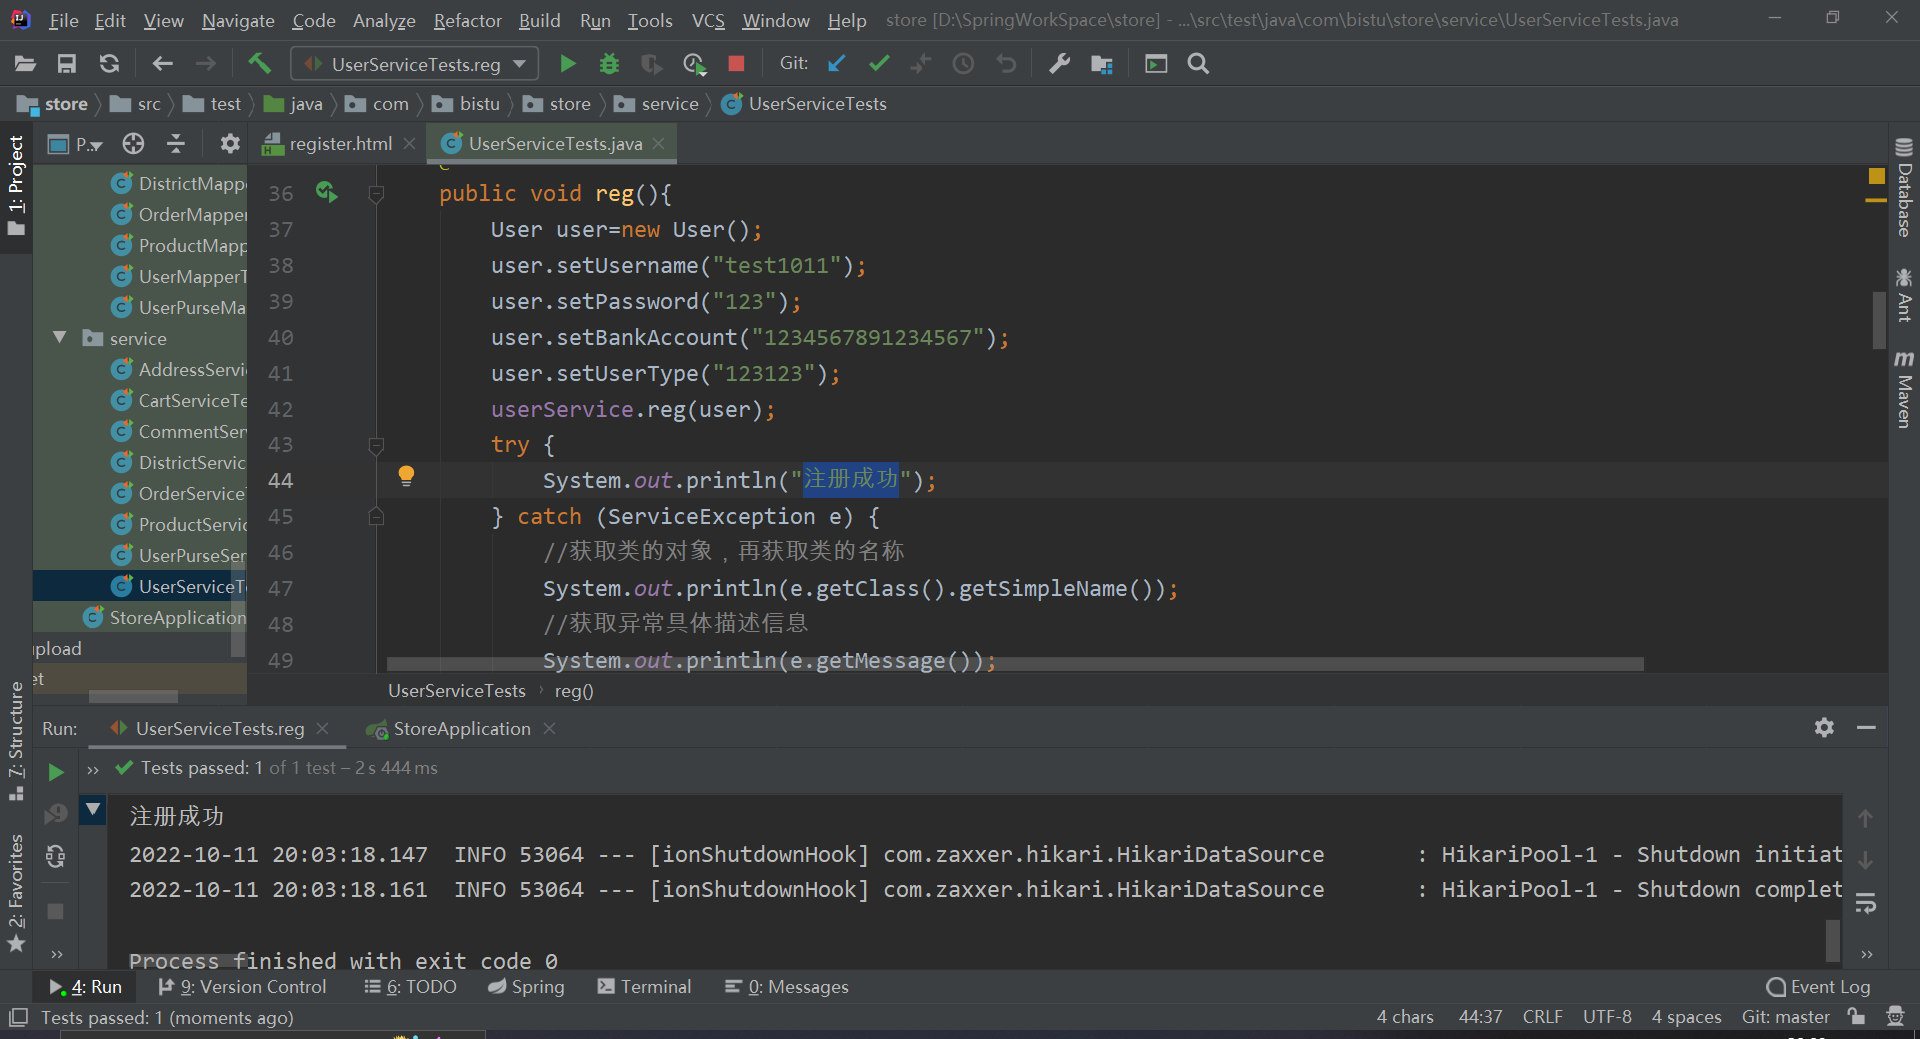 File Edit View Navigate Code Analyze Refactor Build Run Tools VCS Window Help store [D:\SpringWorkSpace\store] - ...\src\test\java\com\bistu\store\service\UserServiceTests.java
UserServiceTests.reg Git:
store src test java com bistu store service UserServiceTests
1: Project
P... register.html UserServiceTests.java
DistrictMappe
OrderMapper
ProductMapp
UserMapperT
UserPurseMa
service
AddressServi
CartServiceTe
CommentSer
DistrictServic
OrderService
ProductServic
UserPurseSer
UserServiceT
StoreApplication
upload
et
36 public void reg(){
37 User user=new User();
38 user.setUsername("test1011");
39 user.setPassword("123");
40 user.setBankAccount("1234567891234567");
41 user.setUserType("123123");
42 userService.reg(user);
43 try {
44 System.out.println("注册成功");
45 } catch (ServiceException e) {
46 //获取类的对象，再获取类的名称
47 System.out.println(e.getClass().getSimpleName());
48 //获取异常具体描述信息
49 System.out.println(e.getMessage());
UserServiceTests › reg()
Database
Ant
Maven
7: Structure
2: Favorites
Run: UserServiceTests.reg StoreApplication
Tests passed: 1 of 1 test – 2 s 444 ms
注册成功
2022-10-11 20:03:18.147 INFO 53064 --- [ionShutdownHook] com.zaxxer.hikari.HikariDataSource : HikariPool-1 - Shutdown initiat
2022-10-11 20:03:18.161 INFO 53064 --- [ionShutdownHook] com.zaxxer.hikari.HikariDataSource : HikariPool-1 - Shutdown complet
Process finished with exit code 0
4: Run 9: Version Control 6: TODO Spring Terminal 0: Messages Event Log
Tests passed: 1 (moments ago) 4 chars 44:37 CRLF UTF-8 4 spaces Git: master